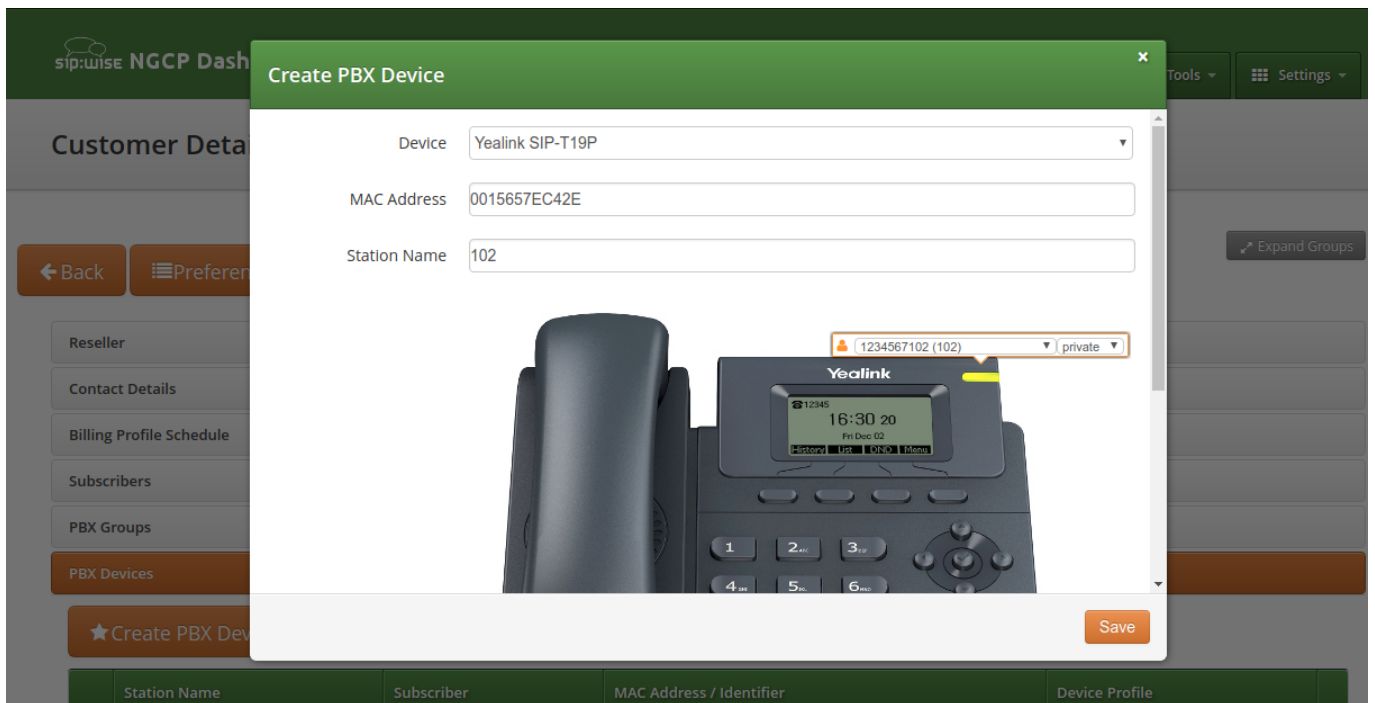 sip:wise NGCP Dash
Create PBX Device
×
Tools
Settings
Customer Detai
Device
Yealink SIP-T19P
MAC Address
0015657EC42E
Station Name
102
Back
Preferen
Expand Groups
1234567102 (102)
private
Reseller
Contact Details
Billing Profile Schedule
Subscribers
PBX Groups
PBX Devices
Yealink
12345
16:30 20
Fri Dec 02
History List DND Menu
1 2 ABC 3
4 5 6
Save
Create PBX Dev
Station Name Subscriber MAC Address / Identifier Device Profile